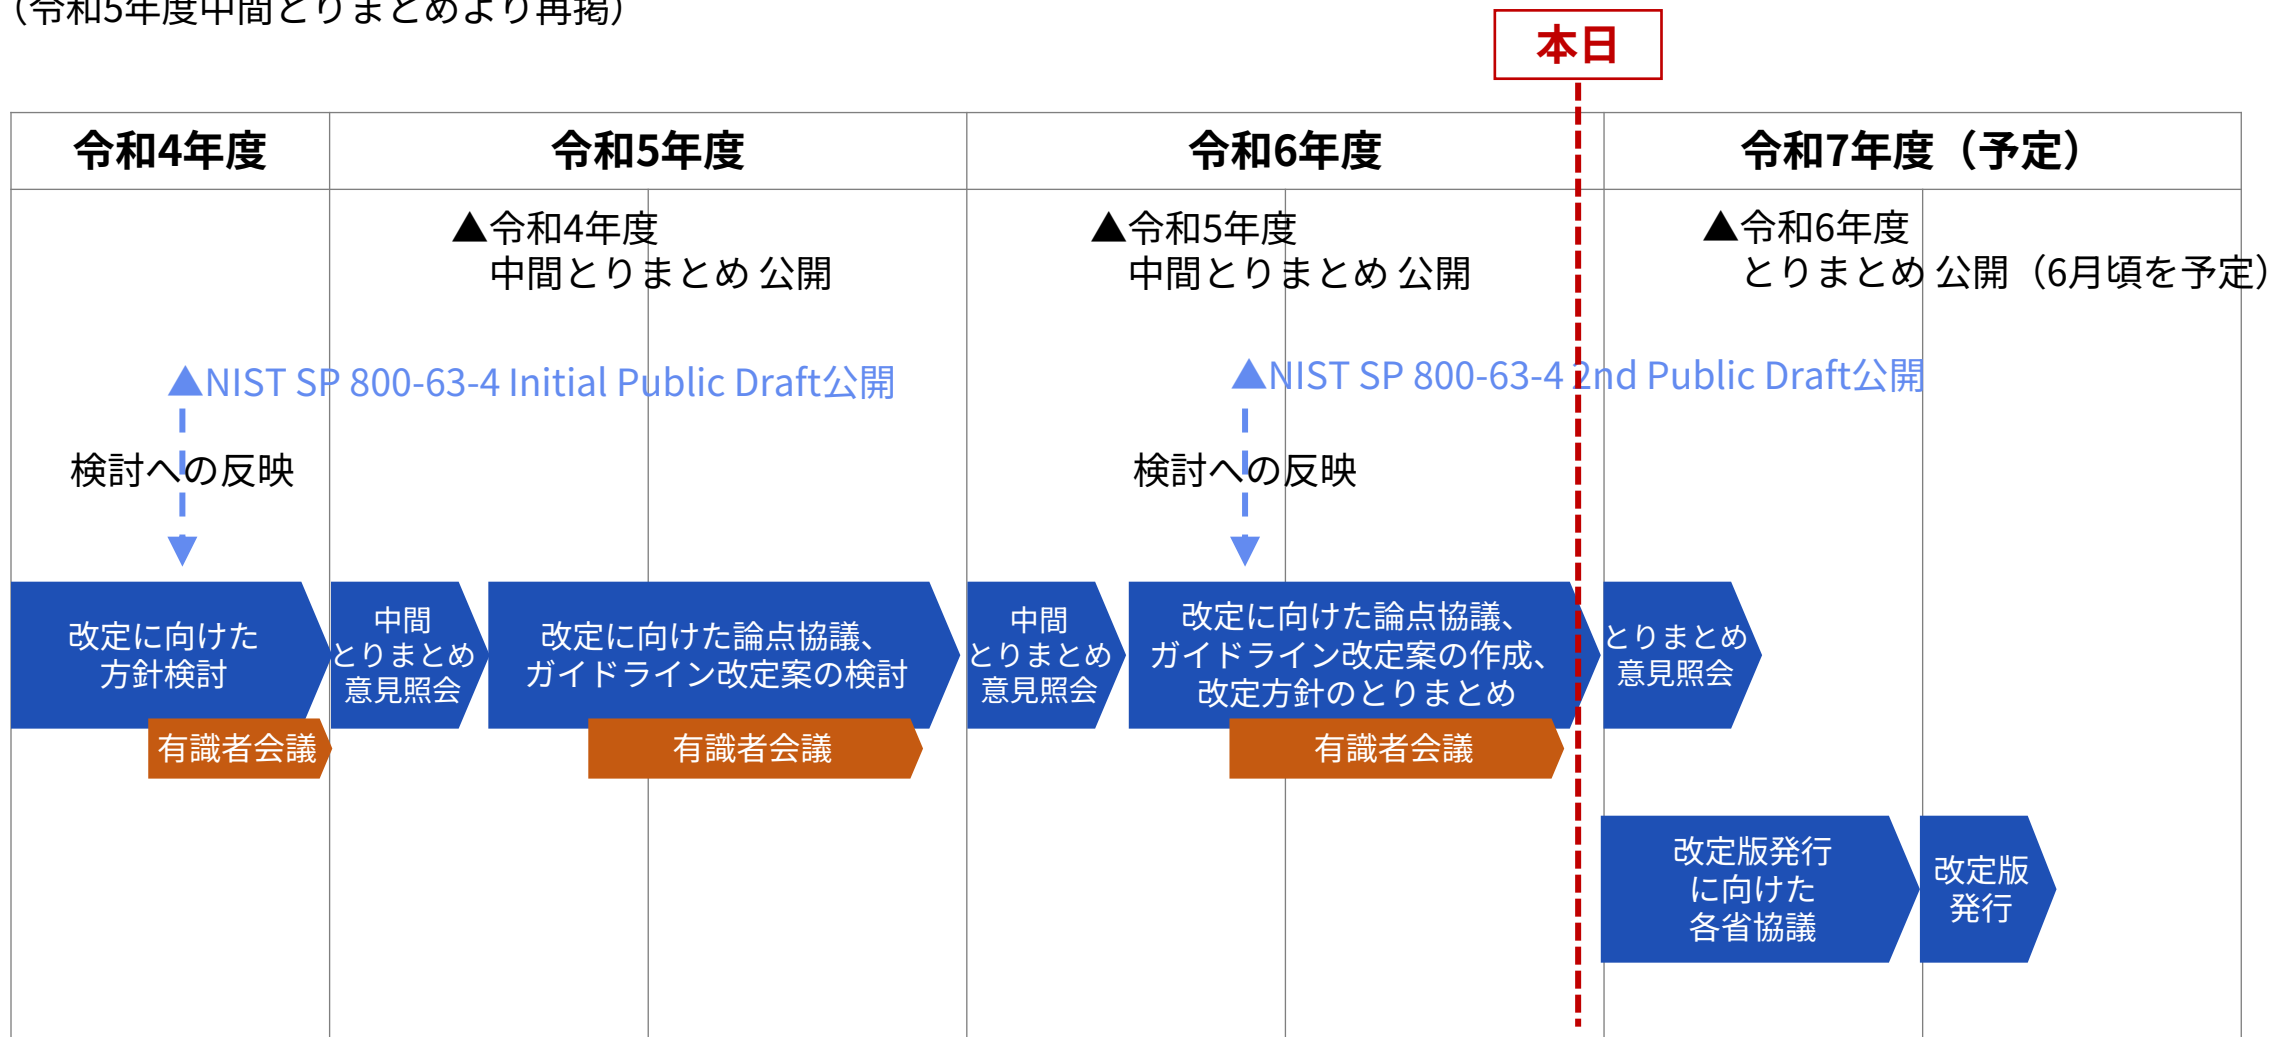 （令和5年度中間とりまとめより再掲）
本日
令和4年度
令和5年度
令和6年度
令和7年度（予定）
▲令和4年度
中間とりまとめ 公開
▲令和5年度
中間とりまとめ 公開
▲令和6年度
とりまとめ 公開（6月頃を予定）
▲NIST SP 800-63-4 Initial Public Draft公開
▲NIST SP 800-63-4 2nd Public Draft公開
検討への反映
検討への反映
改定に向けた
方針検討
中間
とりまとめ
意見照会
改定に向けた論点協議、
ガイドライン改定案の検討
中間
とりまとめ
意見照会
改定に向けた論点協議、
ガイドライン改定案の作成、
改定方針のとりまとめ
とりまとめ
意見照会
有識者会議
有識者会議
有識者会議
改定版発行
に向けた
各省協議
改定版
発行